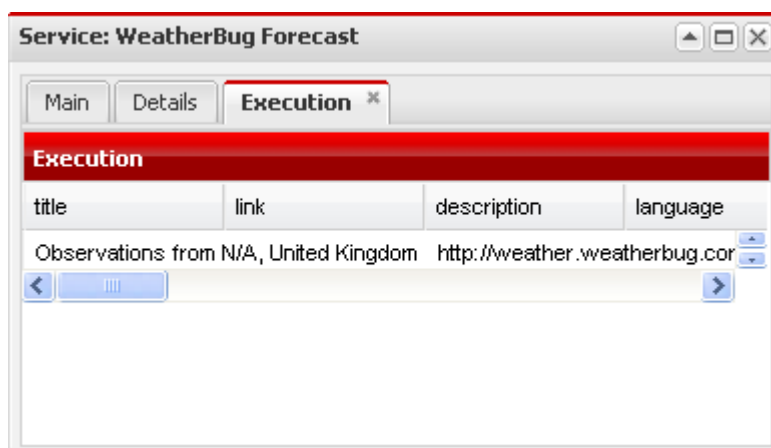 Service: WeatherBug Forecast
Main Details Execution
Execution
title link description language
Observations from N/A, United Kingdom http://weather.weatherbug.cor